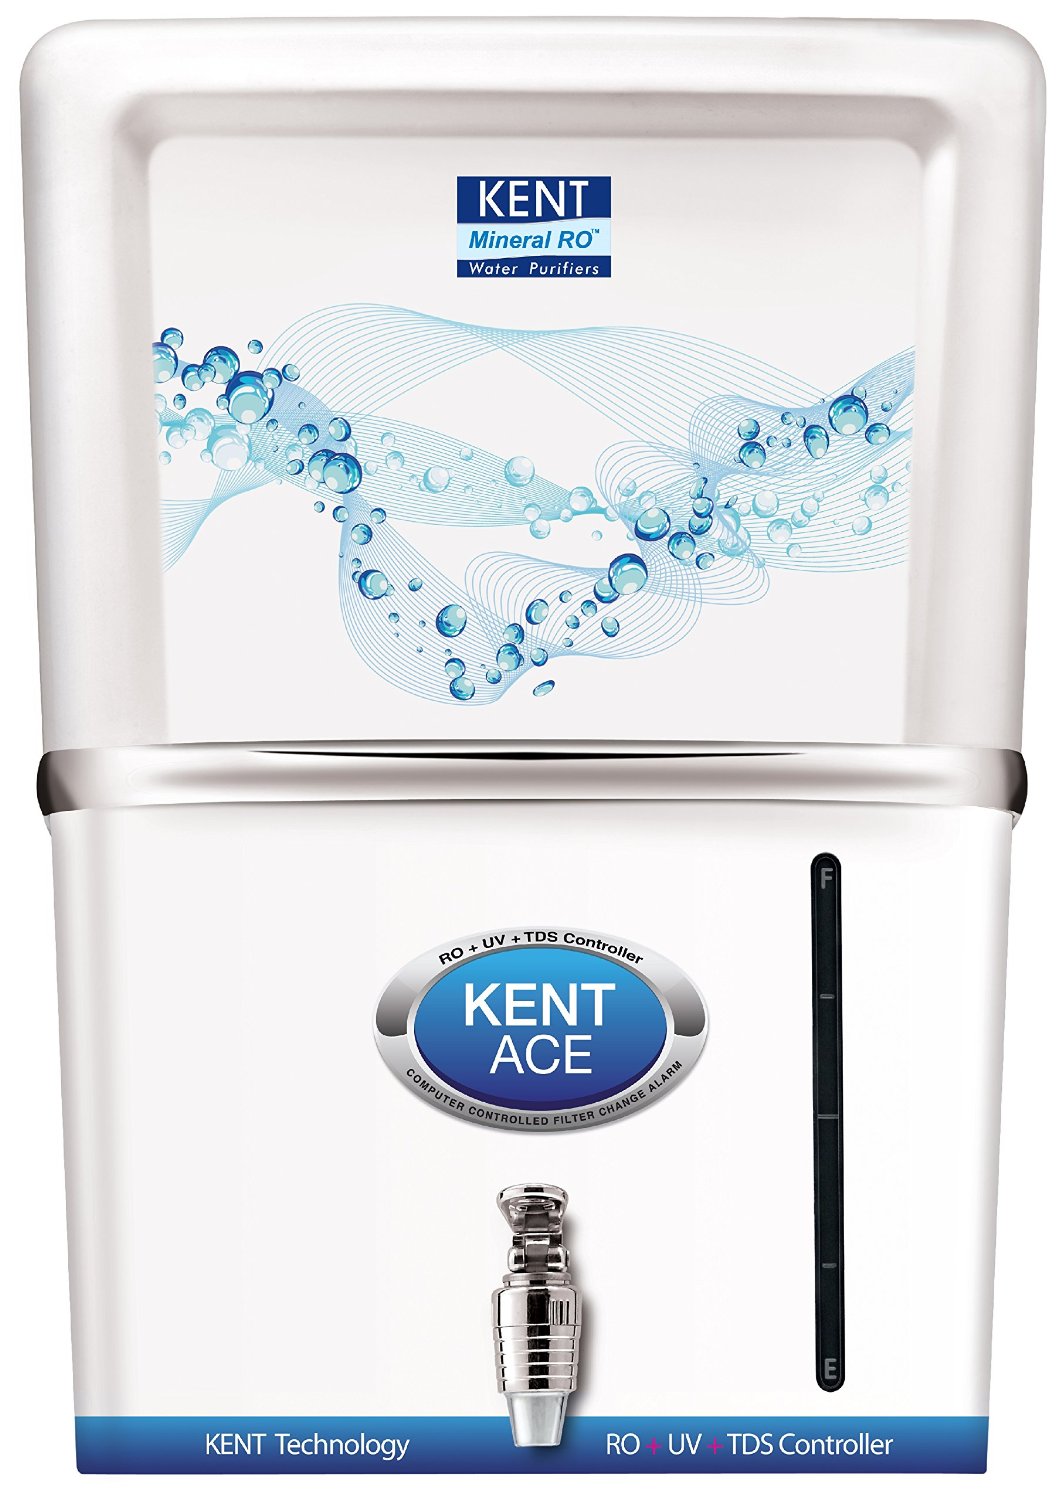 KENT
Mineral RO™
Water Purifiers
F
RO + UV + TDS Controller
KENT
ACE
COMPUTER CONTROLLED FILTER CHANGE ALARM
E
KENT Technology
RO + UV + TDS Controller